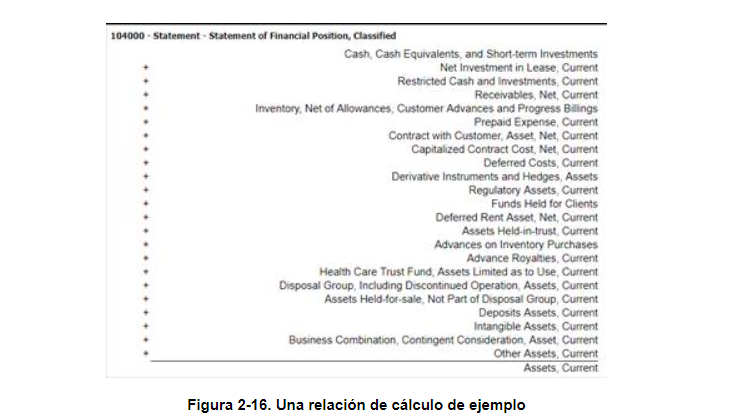 104000 - Statement - Statement of Financial Position, Classified
Cash, Cash Equivalents, and Short-term Investments
+ Net Investment in Lease, Current
+ Restricted Cash and Investments, Current
+ Receivables, Net, Current
+ Inventory, Net of Allowances, Customer Advances and Progress Billings
+ Prepaid Expense, Current
+ Contract with Customer, Asset, Net, Current
+ Capitalized Contract Cost, Net, Current
+ Deferred Costs, Current
+ Derivative Instruments and Hedges, Assets
+ Regulatory Assets, Current
+ Funds Held for Clients
+ Deferred Rent Asset, Net, Current
+ Assets Held-in-trust, Current
+ Advances on Inventory Purchases
+ Advance Royalties, Current
+ Health Care Trust Fund, Assets Limited as to Use, Current
+ Disposal Group, Including Discontinued Operation, Assets, Current
+ Assets Held-for-sale, Not Part of Disposal Group, Current
+ Deposits Assets, Current
+ Intangible Assets, Current
+ Business Combination, Contingent Consideration, Asset, Current
+ Other Assets, Current
Assets, Current
Figura 2-16. Una relación de cálculo de ejemplo